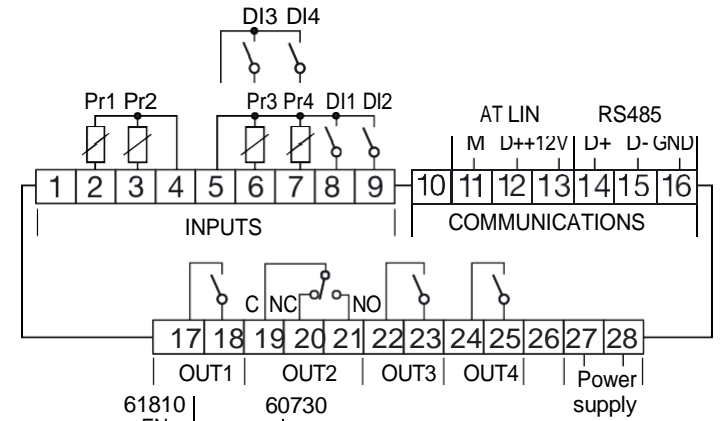 DI3 DI4
Pr1 Pr2 Pr3 Pr4 DI1 DI2
AT LIN RS485
M D++12V D+ D- GND
1 2 3 4 5 6 7 8 9 10 11 12 13 14 15 16
INPUTS COMMUNICATIONS
C NC NO
17 18 19 20 21 22 23 24 25 26 27 28
OUT1 OUT2 OUT3 OUT4 Power
supply
61810 60730